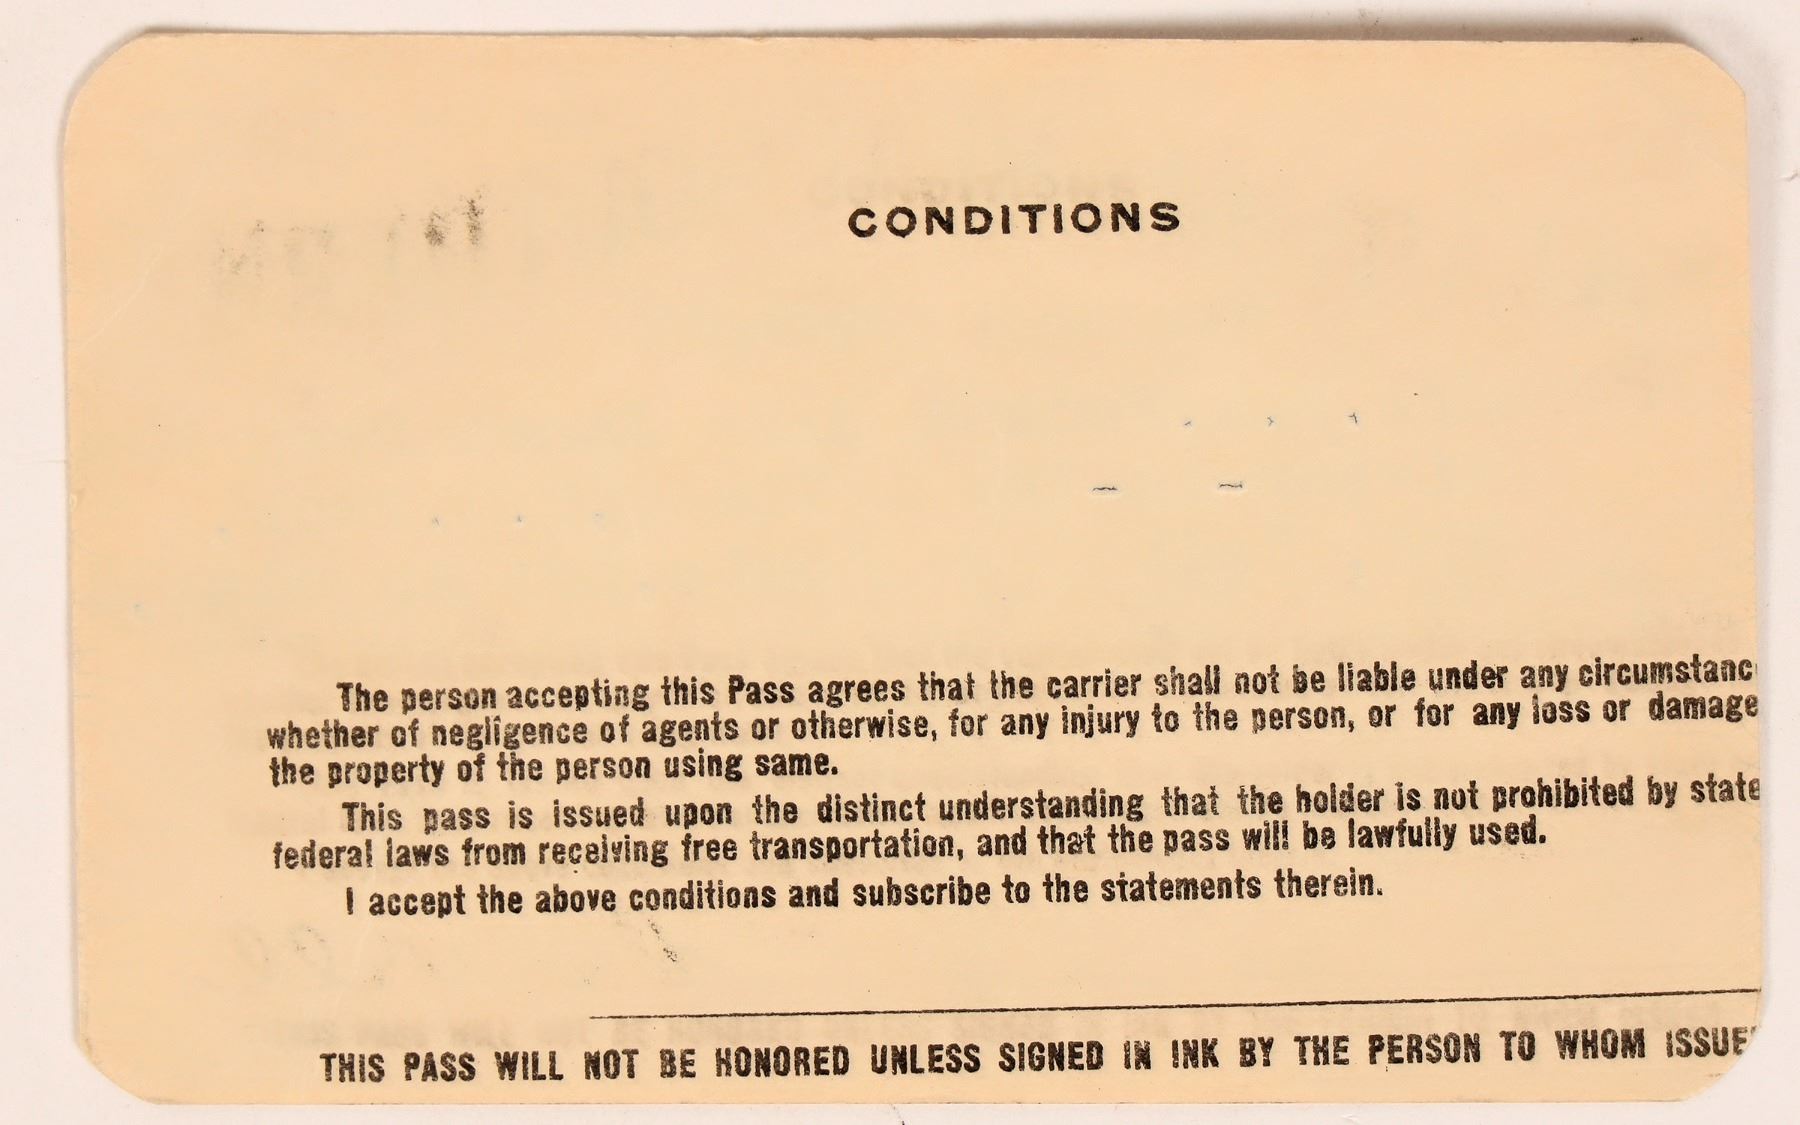 CONDITIONS
The person accepting this Pass agrees that the carrier shall not be liable under any circumstanc
whether of negligence of agents or otherwise, for any injury to the person, or for any loss or damage
the property of the person using same.
This pass is issued upon the distinct understanding that the holder is not prohibited by state
federal laws from receiving free transportation, and that the pass will be lawfully used.
I accept the above conditions and subscribe to the statements therein.
THIS PASS WILL NOT BE HONORED UNLESS SIGNED IN INK BY THE PERSON TO WHOM ISSUE